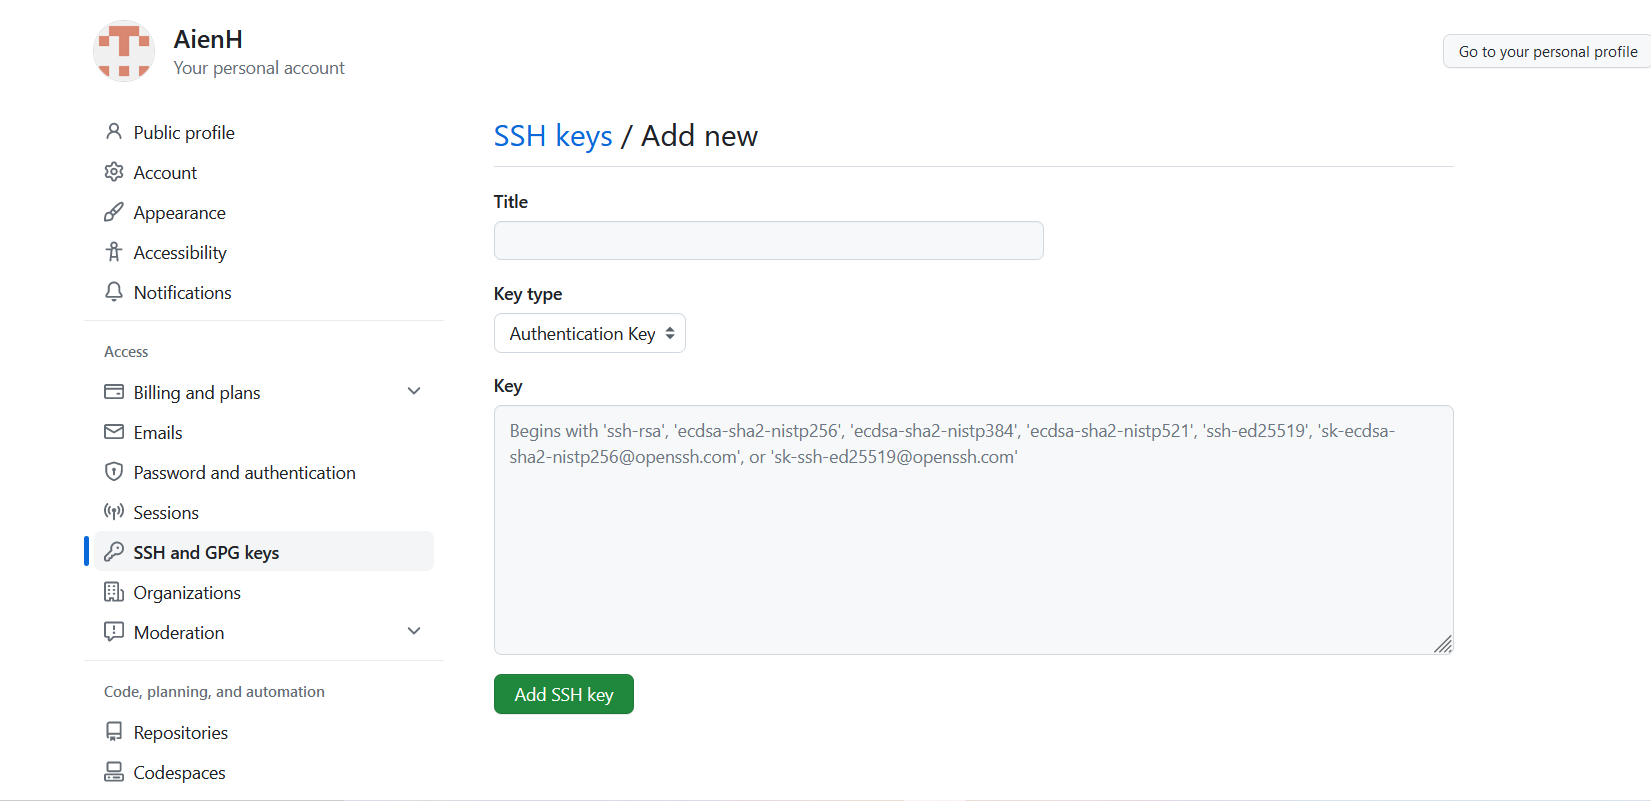 AienH
Your personal account
Go to your personal profile
Public profile
Account
Appearance
Accessibility
Notifications
Access
Billing and plans
Emails
Password and authentication
Sessions
SSH and GPG keys
Organizations
Moderation
Code, planning, and automation
Repositories
Codespaces
SSH keys / Add new
Title
Key type
Authentication Key
Key
Begins with 'ssh-rsa', 'ecdsa-sha2-nistp256', 'ecdsa-sha2-nistp384', 'ecdsa-sha2-nistp521', 'ssh-ed25519', 'sk-ecdsa-
sha2-nistp256@openssh.com', or 'sk-ssh-ed25519@openssh.com'
Add SSH key